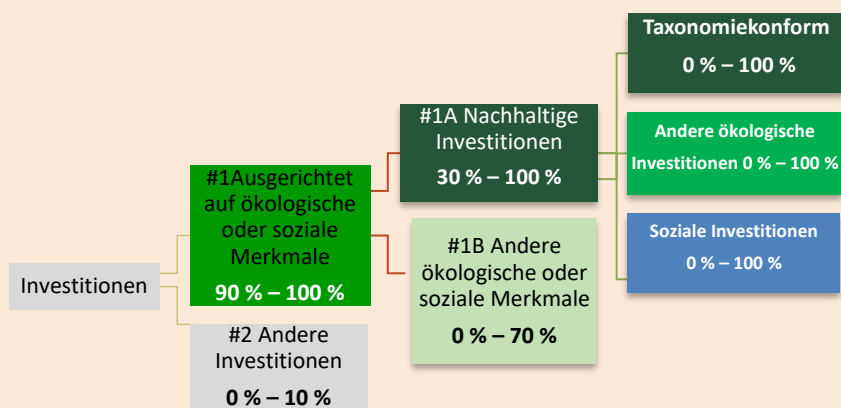 Investitionen
#1Ausgerichtet
auf ökologische
oder soziale
Merkmale
90 % – 100 %
#2 Andere
Investitionen
0 % – 10 %
#1A Nachhaltige
Investitionen
30 % – 100 %
#1B Andere
ökologische oder
soziale Merkmale
0 % – 70 %
Taxonomiekonform
0 % – 100 %
Andere ökologische
Investitionen 0 % – 100 %
Soziale Investitionen
0 % – 100 %